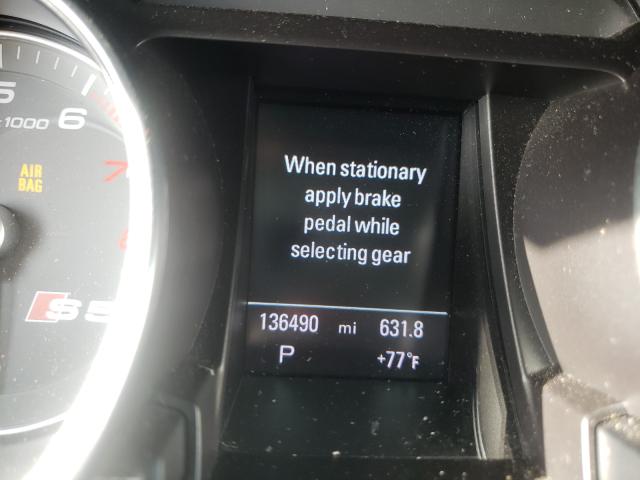 5
6
x1000
7
AIR
BAG
8
S5
When stationary
apply brake
pedal while
selecting gear
136490 mi 631.8
P +77°F